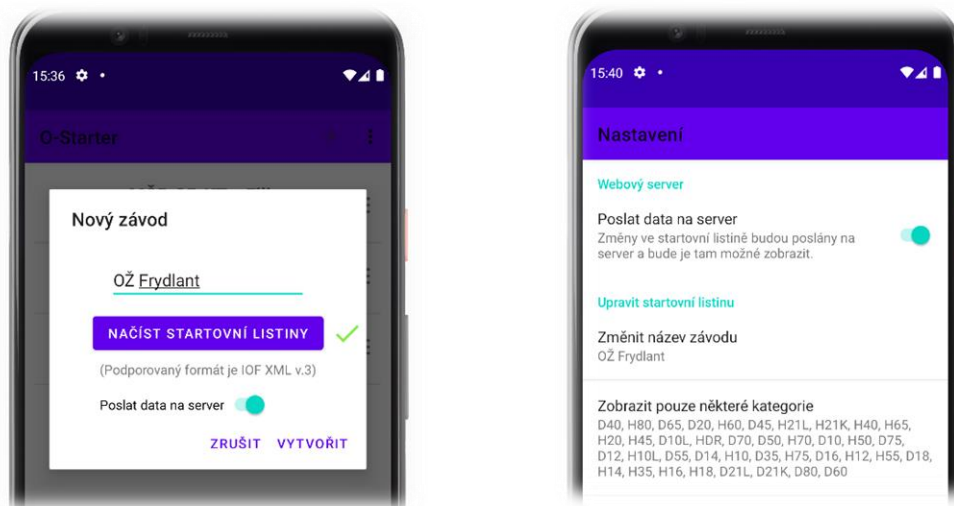 15:36
O-Starter
Nový závod
OŽ Frydlant
NAČÍST STARTOVNÍ LISTINY
(Podporovaný formát je IOF XML v.3)
Poslat data na server
ZRUŠIT VYTVOŘIT
15:40
Nastavení
Webový server
Poslat data na server
Změny ve startovní listině budou poslány na
server a bude je tam možné zobrazit.
Upravit startovní listinu
Změnit název závodu
OŽ Frydlant
Zobrazit pouze některé kategorie
D40, H80, D65, D20, H60, D45, H21L, H21K, H40, H65,
H20, H45, D10L, HDR, D70, D50, H70, D10, H50, D75,
D12, H10L, D55, D14, H10, D35, H75, D16, H12, H55, D18,
H14, H35, H16, H18, D21L, D21K, D80, D60